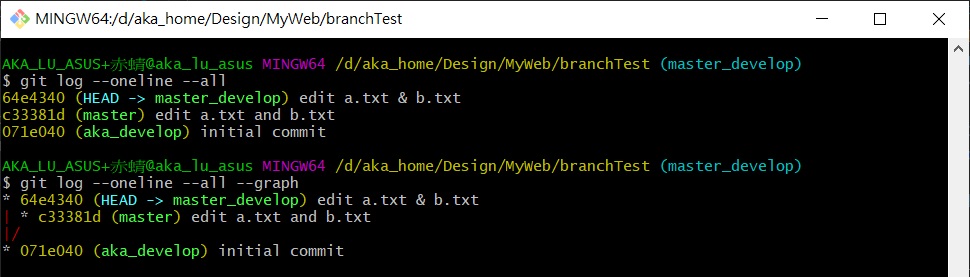 MINGW64:/d/aka_home/Design/MyWeb/branchTest
AKA_LU_ASUS+赤蜻@aka_lu_asus MINGW64 /d/aka_home/Design/MyWeb/branchTest (master_develop)
$ git log --oneline --all
64e4340 (HEAD -> master_develop) edit a.txt & b.txt
c33381d (master) edit a.txt and b.txt
071e040 (aka_develop) initial commit
AKA_LU_ASUS+赤蜻@aka_lu_asus MINGW64 /d/aka_home/Design/MyWeb/branchTest (master_develop)
$ git log --oneline --all --graph
* 64e4340 (HEAD -> master_develop) edit a.txt & b.txt
| * c33381d (master) edit a.txt and b.txt
|/
* 071e040 (aka_develop) initial commit